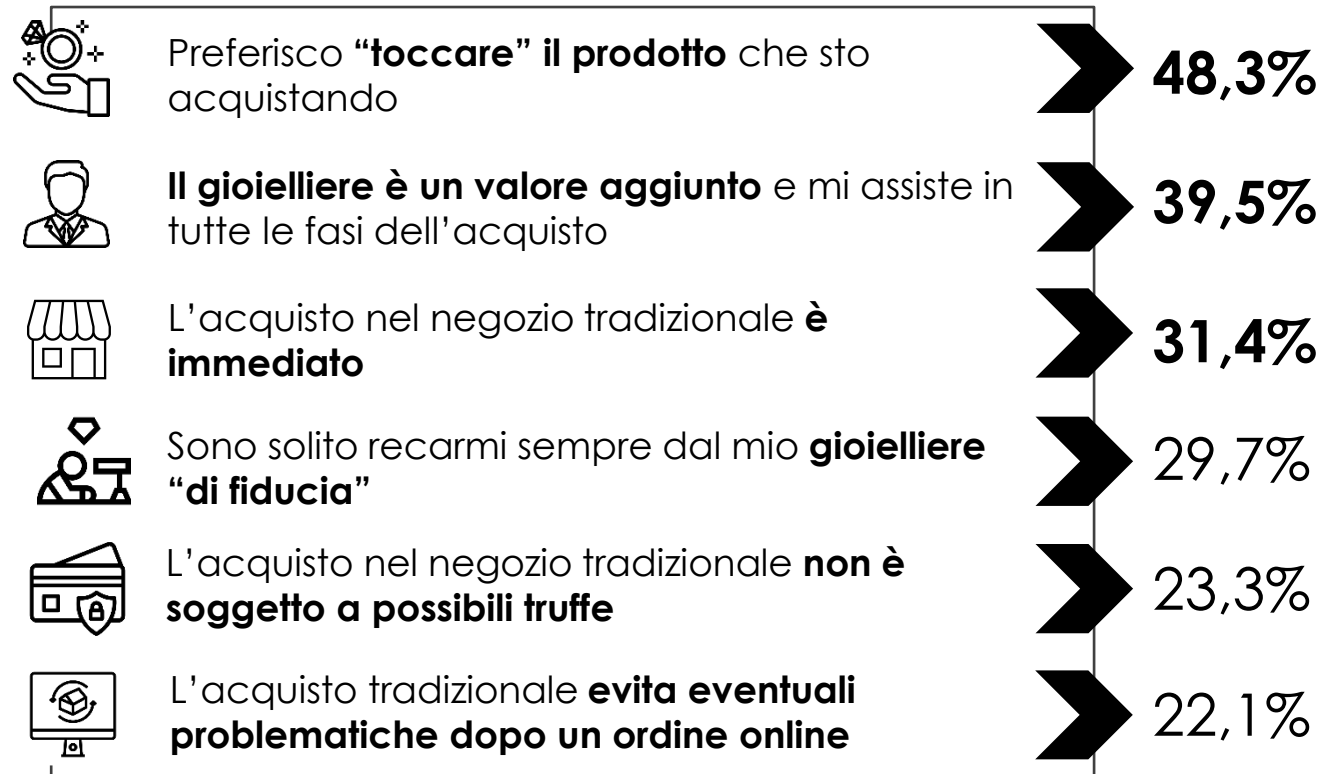 Preferisco “toccare” il prodotto che sto
acquistando
48,3%
Il gioielliere è un valore aggiunto e mi assiste in
tutte le fasi dell’acquisto
39,5%
L’acquisto nel negozio tradizionale è
immediato
31,4%
Sono solito recarmi sempre dal mio gioielliere
“di fiducia”
29,7%
L’acquisto nel negozio tradizionale non è
soggetto a possibili truffe
23,3%
L’acquisto tradizionale evita eventuali
problematiche dopo un ordine online
22,1%